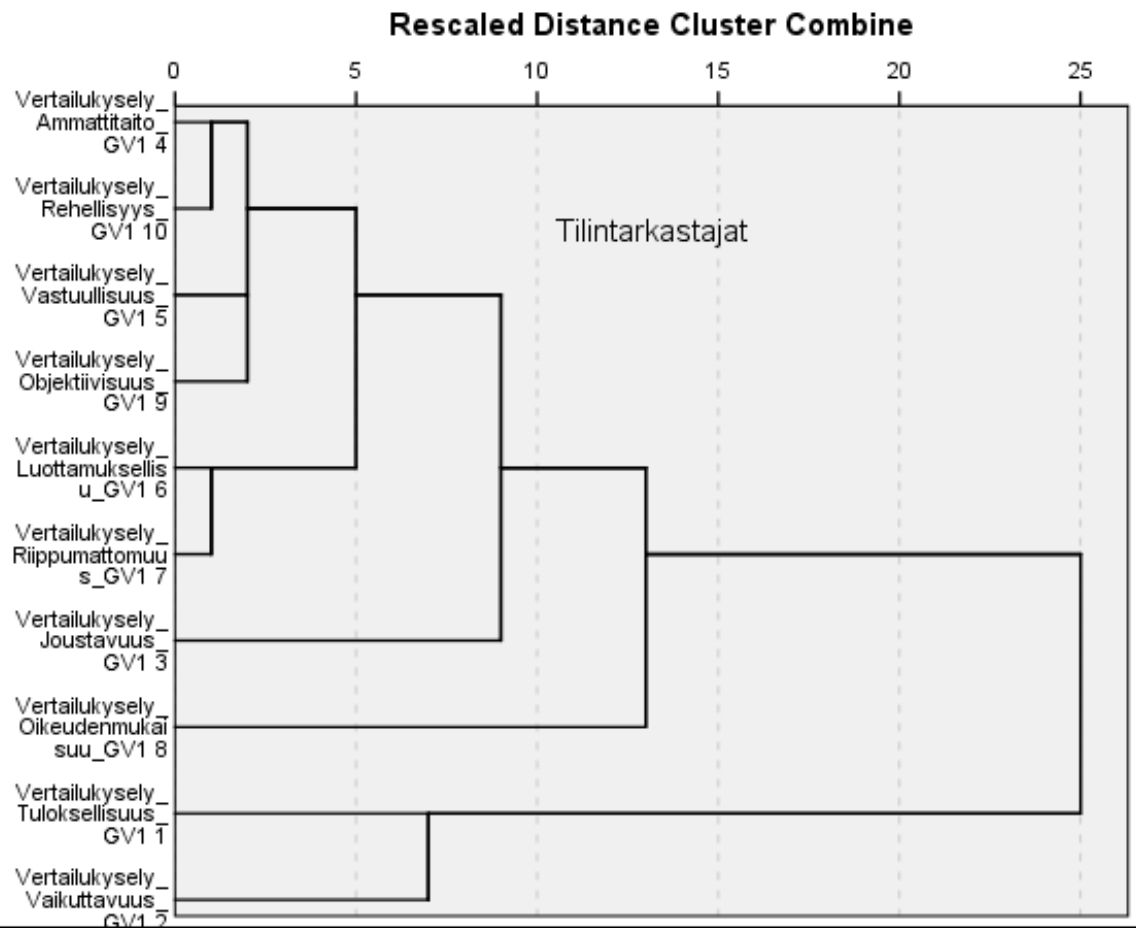 Rescaled Distance Cluster Combine
0 5 10 15 20 25
Vertailukysely_
Ammattitaito_
GV1 4
Vertailukysely_
Rehellisyys_
GV1 10
Tilintarkastajat
Vertailukysely_
Vastuullisuus_
GV1 5
Vertailukysely_
Objektiivisuus_
GV1 9
Vertailukysely_
Luottamuksellis
u_GV1 6
Vertailukysely_
Riippumattomuu
s_GV1 7
Vertailukysely_
Joustavuus_
GV1 3
Vertailukysely_
Oikeudenmukai
suu_GV1 8
Vertailukysely_
Tuloksellisuus_
GV1 1
Vertailukysely_
Vaikuttavuus_
GV1 2